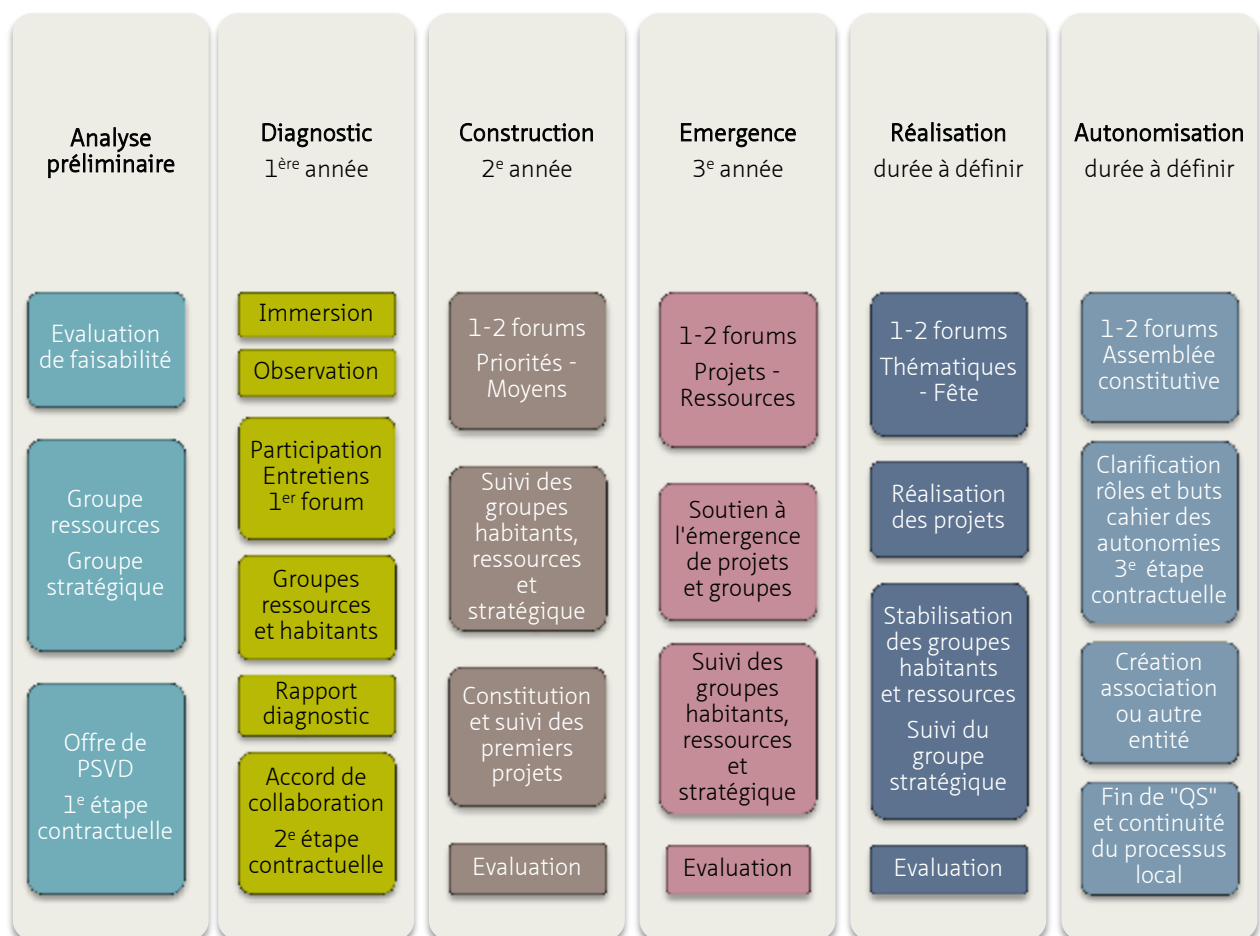 Analyse
préliminaire
Evaluation
de faisabilité
Groupe
ressources
Groupe
stratégique
Offre de
PSVD
1e étape
contractuelle
Diagnostic
1ère année
Immersion
Observation
Participation
Entretiens
1er forum
Groupes
ressources
et habitants
Rapport
diagnostic
Accord de
collaboration
2e étape
contractuelle
Construction
2e année
1-2 forums
Priorités -
Moyens
Suivi des
groupes
habitants,
ressources
et
stratégique
Constitution
et suivi des
premiers
projets
Evaluation
Emergence
3e année
1-2 forums
Projets -
Ressources
Soutien à
l'émergence
de projets
et groupes
Suivi des
groupes
habitants,
ressources
et
stratégique
Evaluation
Réalisation
durée à définir
1-2 forums
Thématiques
- Fête
Réalisation
des projets
Stabilisation
des groupes
habitants
et ressources
Suivi du
groupe
stratégique
Evaluation
Autonomisation
durée à définir
1-2 forums
Assemblée
constitutive
Clarification
rôles et buts
cahier des
autonomies
3e étape
contractuelle
Création
association
ou autre
entité
Fin de "QS"
et continuité
du processus
local